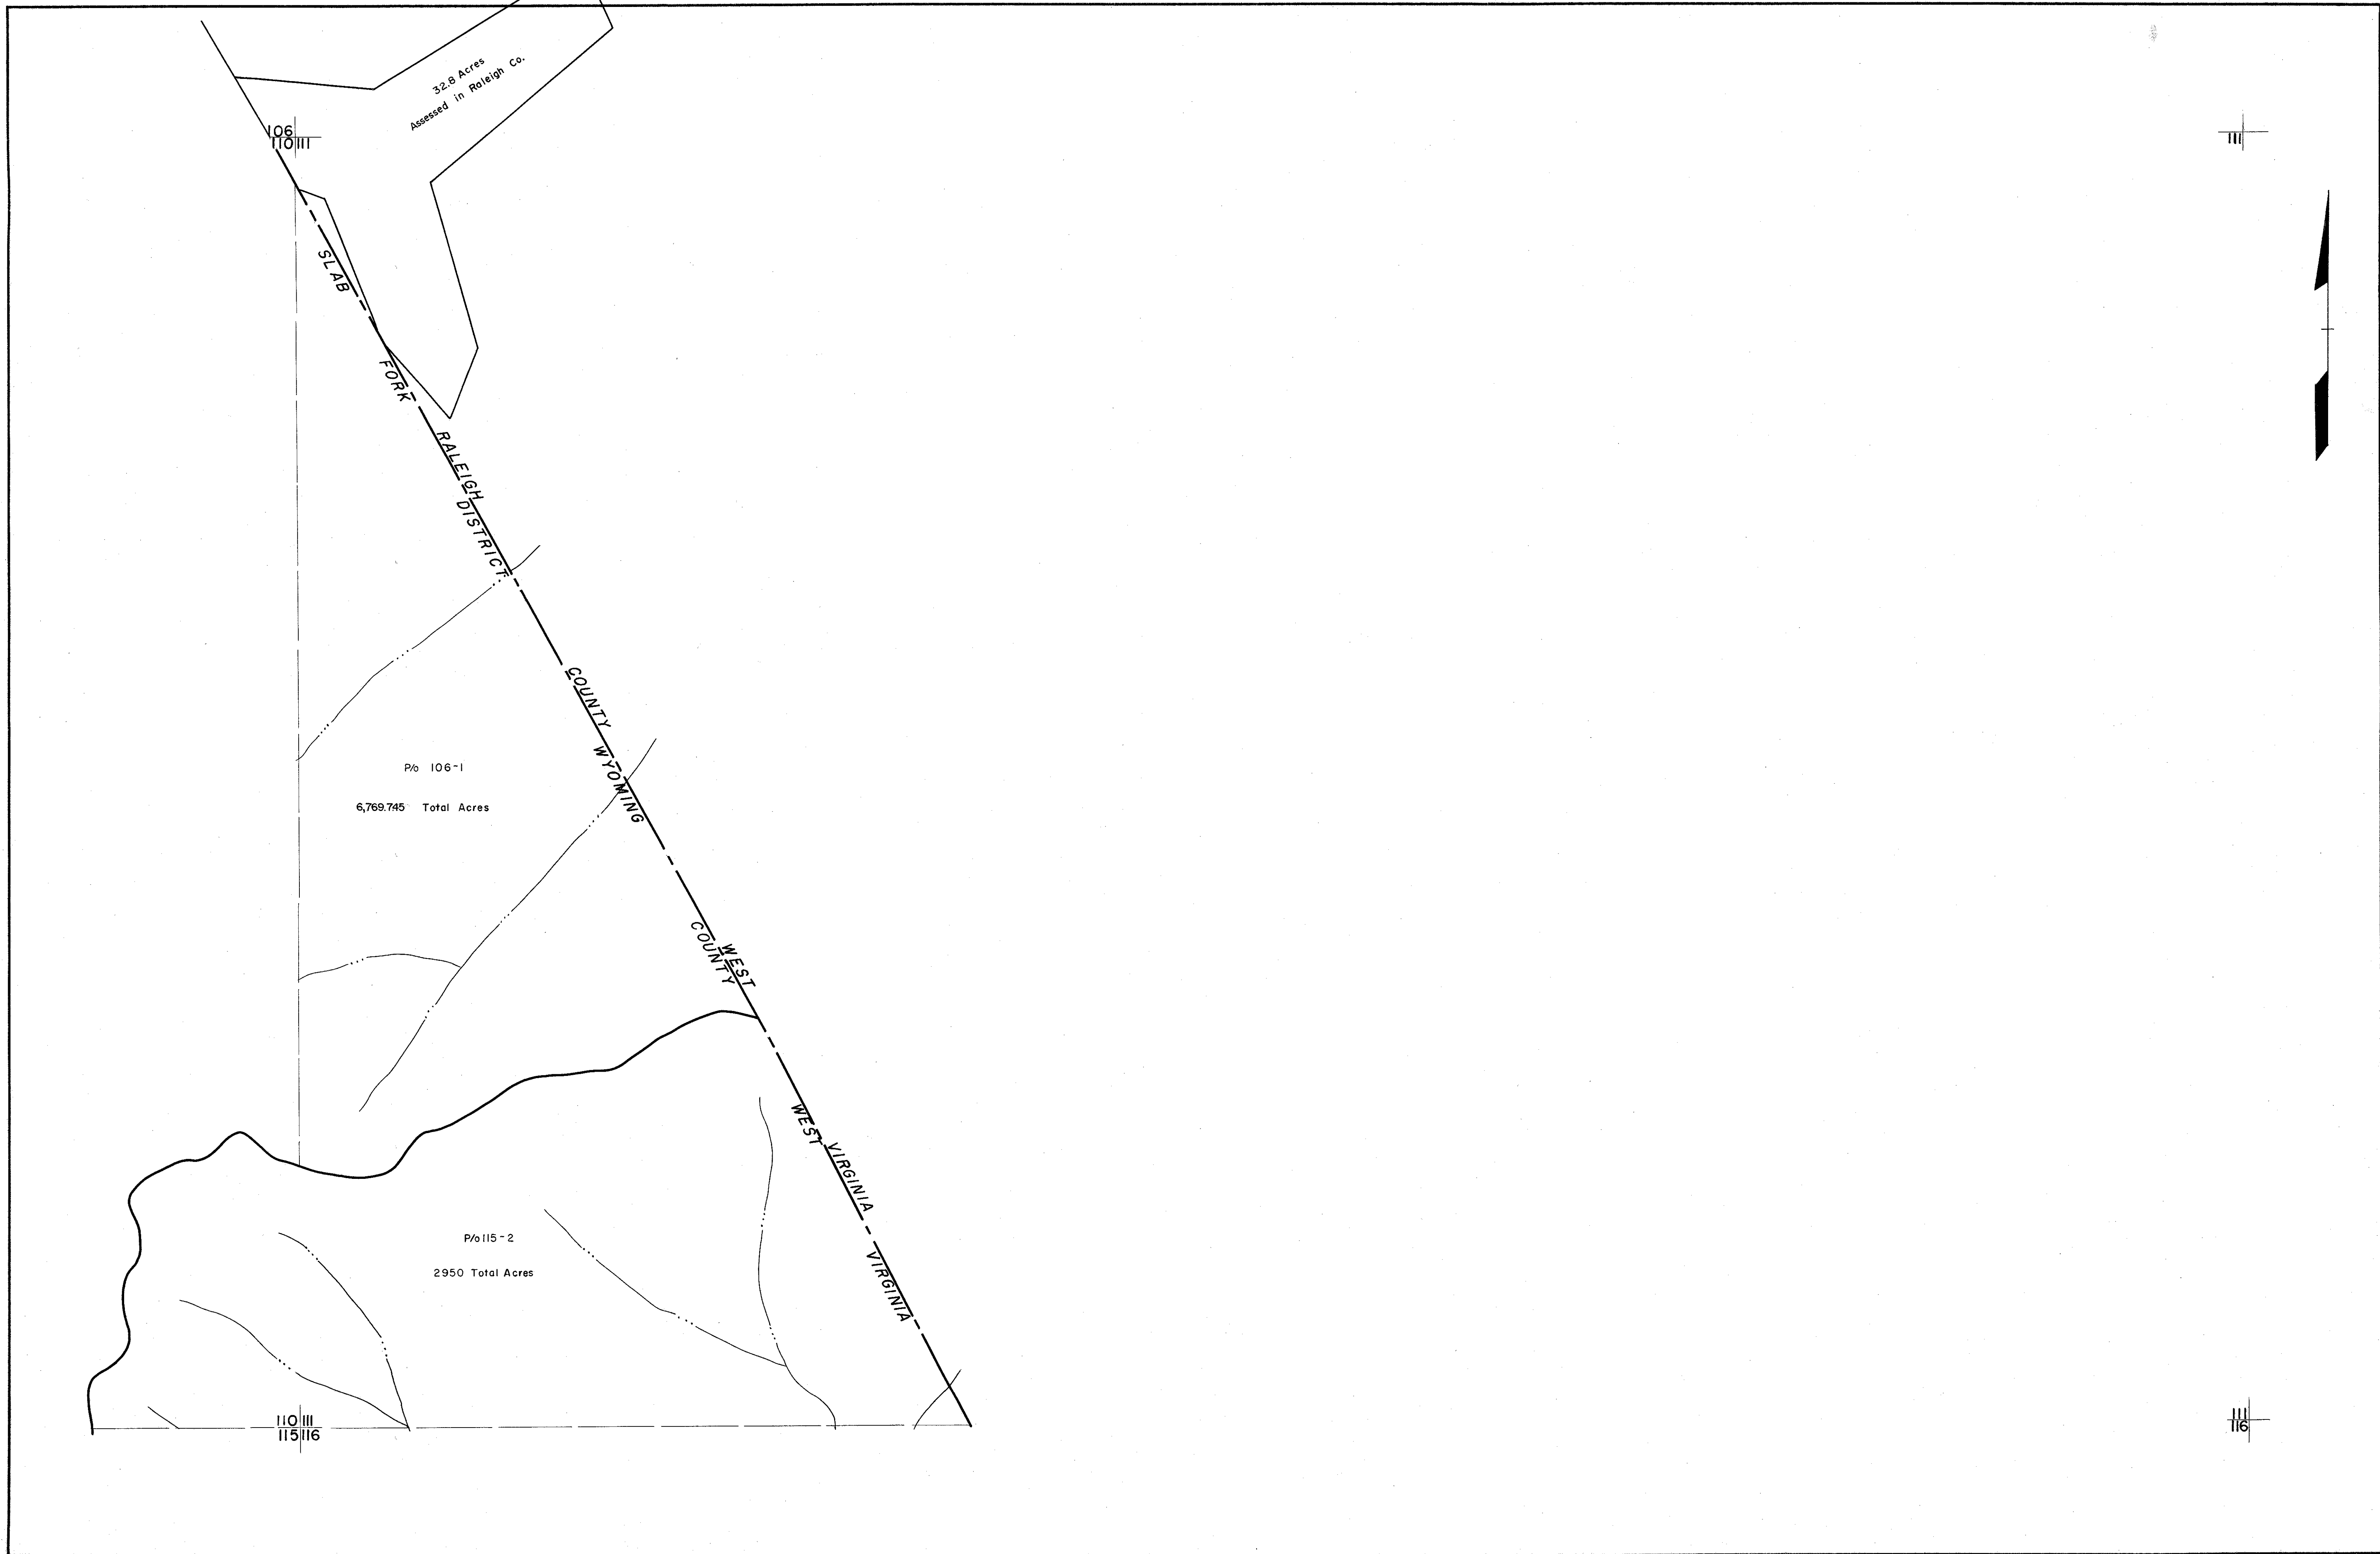 32.8 Acres
Assessed in Raleigh Co.
106
110 111
111
SLAB FORK DISTRICT
RALEIGH COUNTY WEST VIRGINIA
WYOMING COUNTY WEST VIRGINIA
P/o 106-1
6,769.745 Total Acres
P/o 115-2
2950 Total Acres
110 111
115 116
111
116